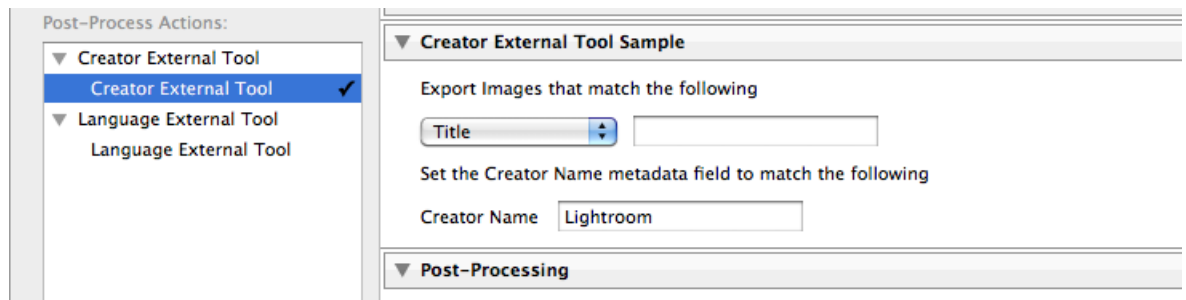 Post-Process Actions:
Creator External Tool
Creator External Tool
Language External Tool
Language External Tool
Creator External Tool Sample
Export Images that match the following
Title
Set the Creator Name metadata field to match the following
Creator Name Lightroom
Post-Processing